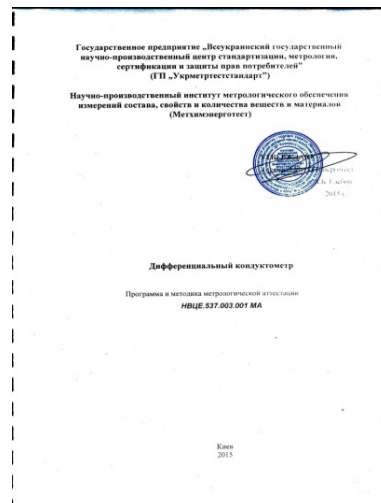 Государственное предприятие „Всеукраинский государственный
научно-производственный центр стандартизации, метрологии,
сертификации и защиты прав потребителей”
(ГП „Укрметртестстандарт”)
Научно-производственный институт метрологического обеспечения
измерений состава, свойств и количества веществ и материалов
(Метхимэнерготест)
2015 г.
Дифференциальный кондуктометр
Программа и методика метрологической аттестации
НВЦЕ.537.003.001 МА
Киев
2015